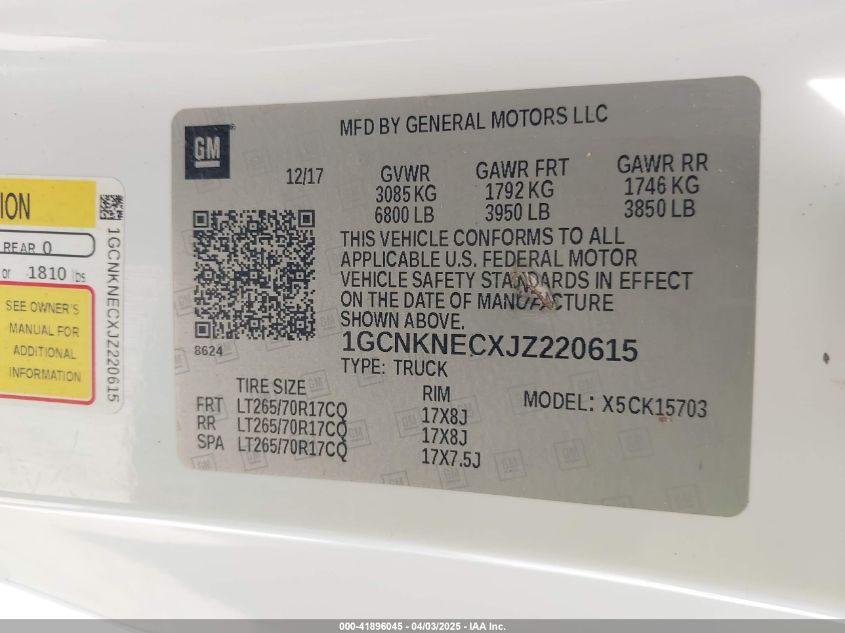 GM
MFD BY GENERAL MOTORS LLC
12/17
GVWR
3085 KG
6800 LB
GAWR FRT
1792 KG
3950 LB
GAWR RR
1746 KG
3850 LB
THIS VEHICLE CONFORMS TO ALL
APPLICABLE U.S. FEDERAL MOTOR
VEHICLE SAFETY STANDARDS IN EFFECT
ON THE DATE OF MANUFACTURE
SHOWN ABOVE.
8624
1GCNKNECXJZ220615
TYPE: TRUCK
TIRE SIZE
RIM
MODEL: X5CK15703
FRT LT265/70R17CQ 17X8J
RR LT265/70R17CQ 17X8J
SPA LT265/70R17CQ 17X7.5J
REAR 0
or 1810 lbs
SEE OWNER'S
MANUAL FOR
ADDITIONAL
INFORMATION
1GCNKNECXJZ220615
000-41896045 - 04/03/2025 - IAA Inc.